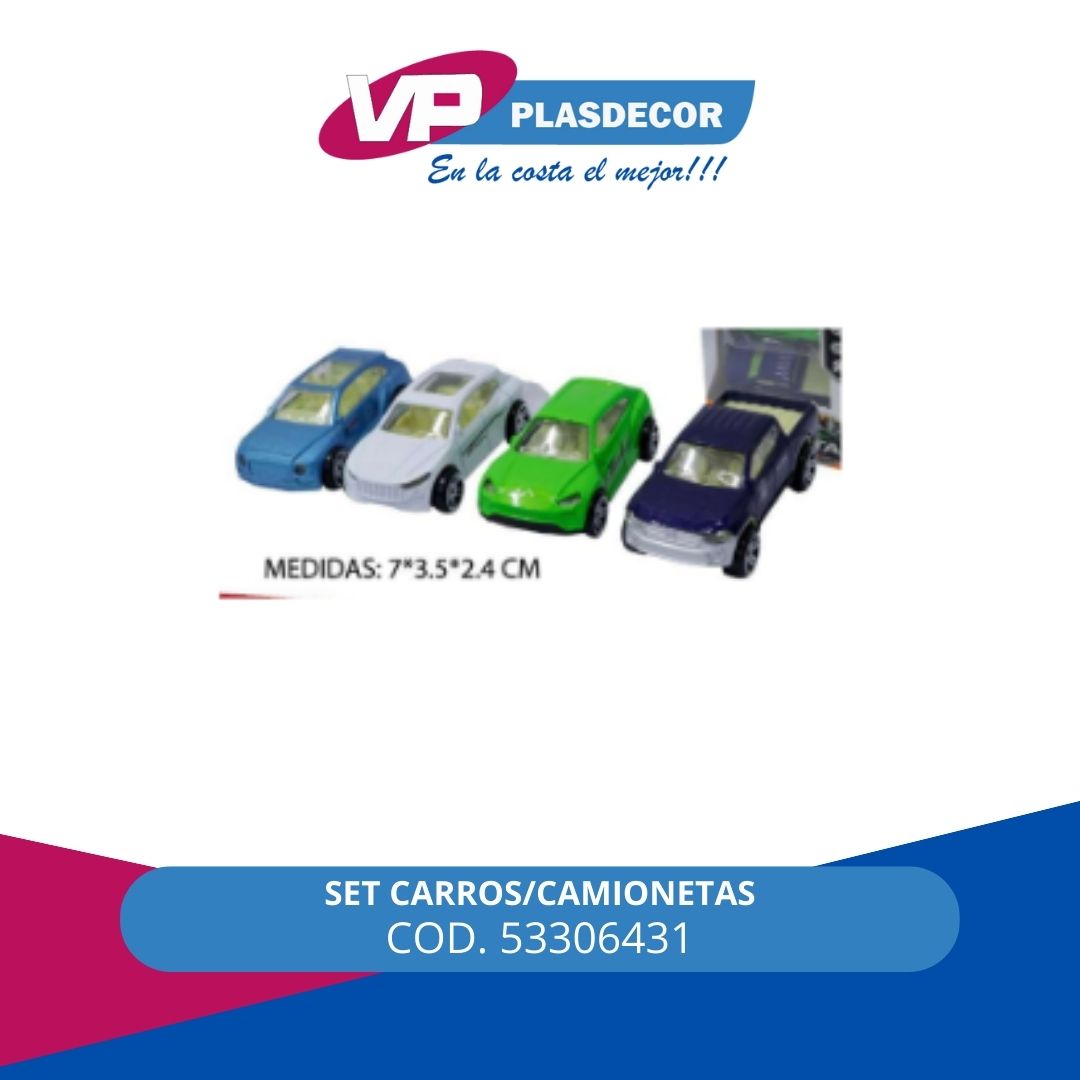 VP PLASDECOR
En la costa el mejor!!!
MEDIDAS: 7*3.5*2.4 CM
SET CARROS/CAMIONETAS
COD. 53306431